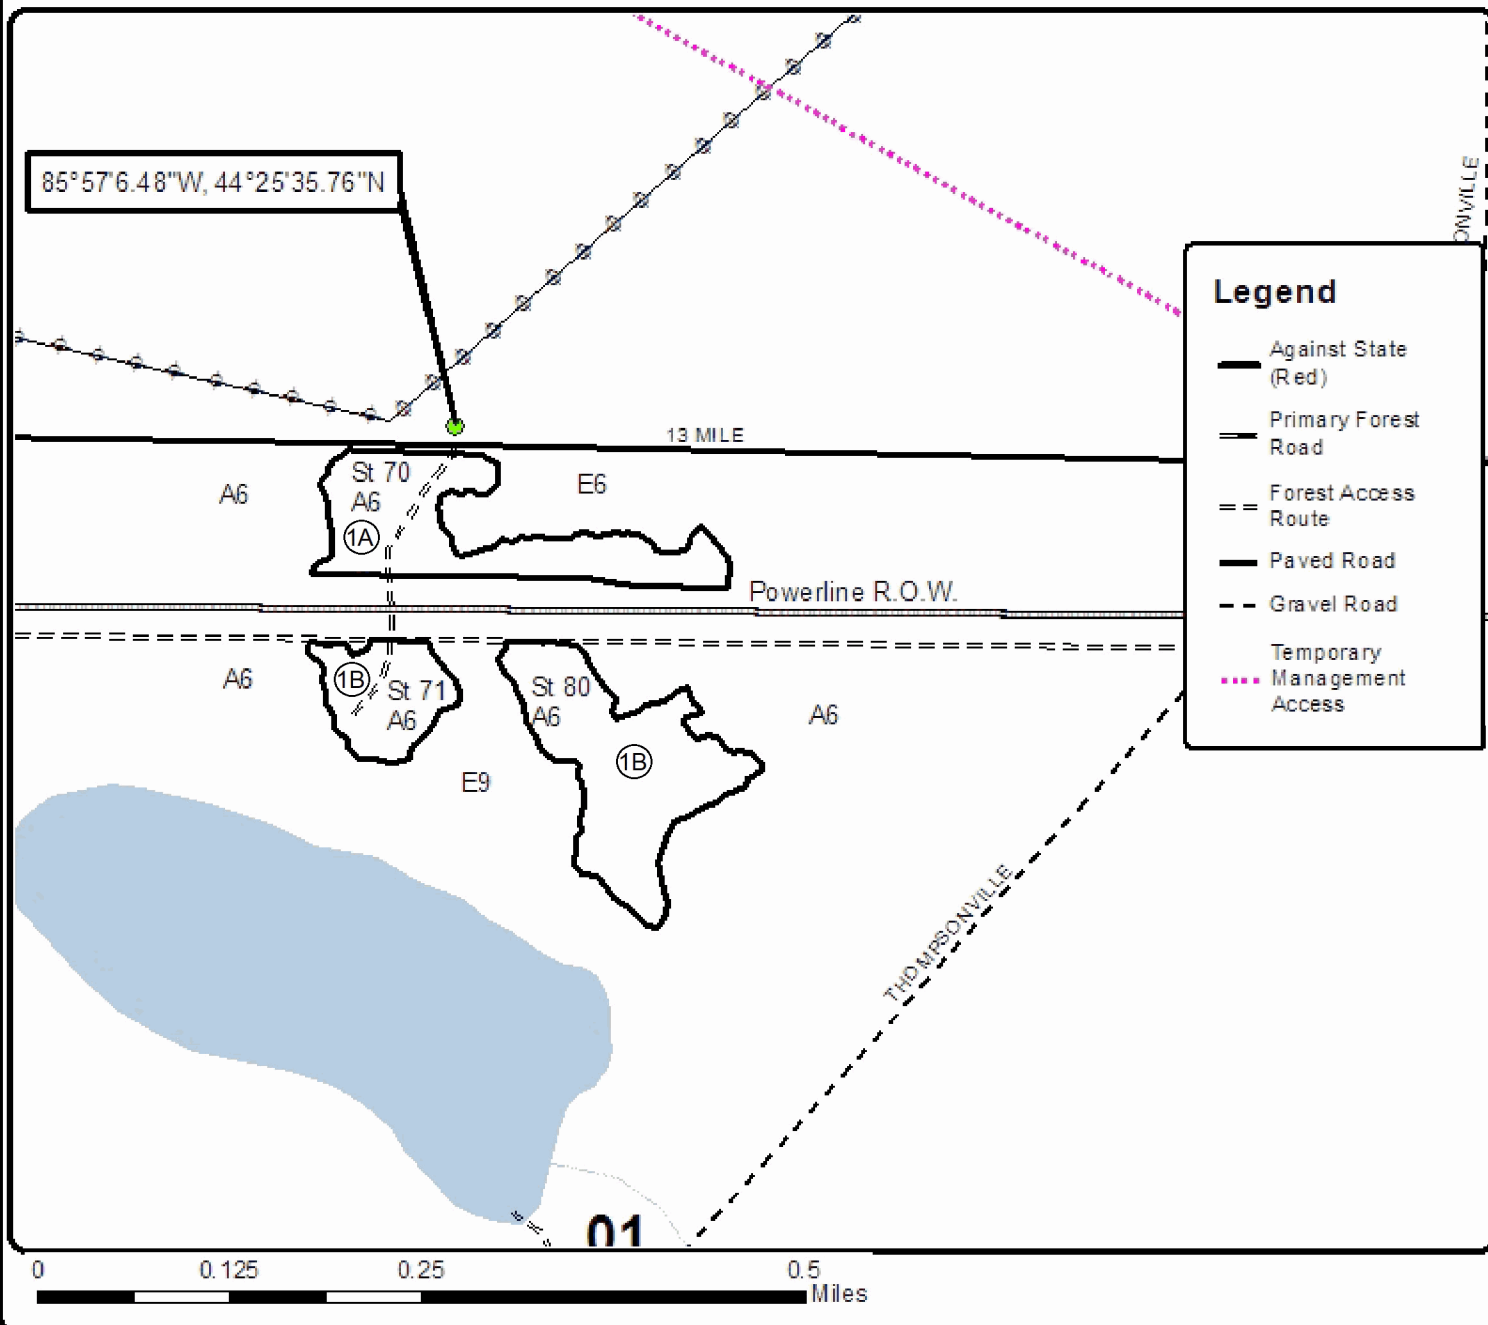 ONVILLE
85°57'6.48"W, 44°25'35.76"N
Legend
Against State
(Red)
Primary Forest
Road
Forest Access
Route
Paved Road
Gravel Road
Temporary
Management
Access
13 MILE
St 70
A6
1A
A6
E6
Powerline R.O.W.
A6
1B
St 71
A6
St 80
A6
1B
A6
E9
THOMPSONVILLE
01
0
0.125
0.25
0.5
Miles